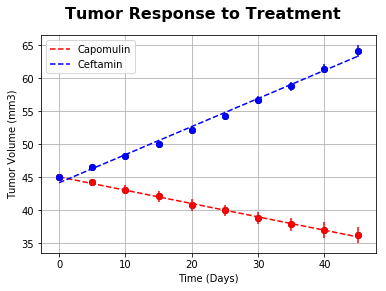 Tumor Response to Treatment
Capomulin
Ceftamin
Tumor Volume (mm3)
65
60
55
50
45
40
35
0
10
20
30
40
Time (Days)